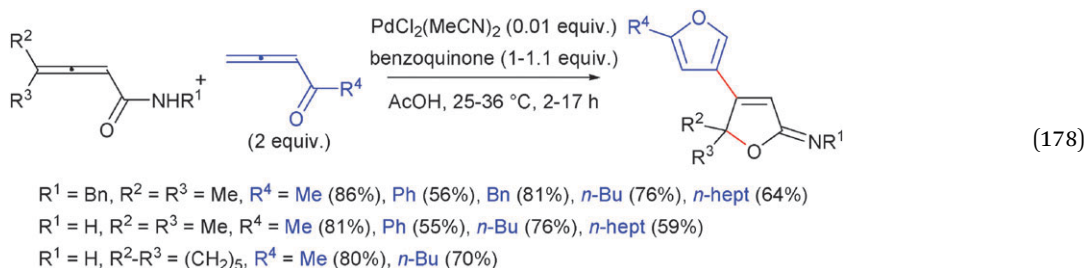 R² R³ NHR¹ O + R⁴ O (2 equiv.)
PdCl₂(MeCN)₂ (0.01 equiv.)
benzoquinone (1-1.1 equiv.)
AcOH, 25-36 °C, 2-17 h
R⁴ O R² R³ O NR¹
(178)
R¹ = Bn, R² = R³ = Me, R⁴ = Me (86%), Ph (56%), Bn (81%), n-Bu (76%), n-hept (64%)
R¹ = H, R² = R³ = Me, R⁴ = Me (81%), Ph (55%), n-Bu (76%), n-hept (59%)
R¹ = H, R²-R³ = (CH₂)₅, R⁴ = Me (80%), n-Bu (70%)